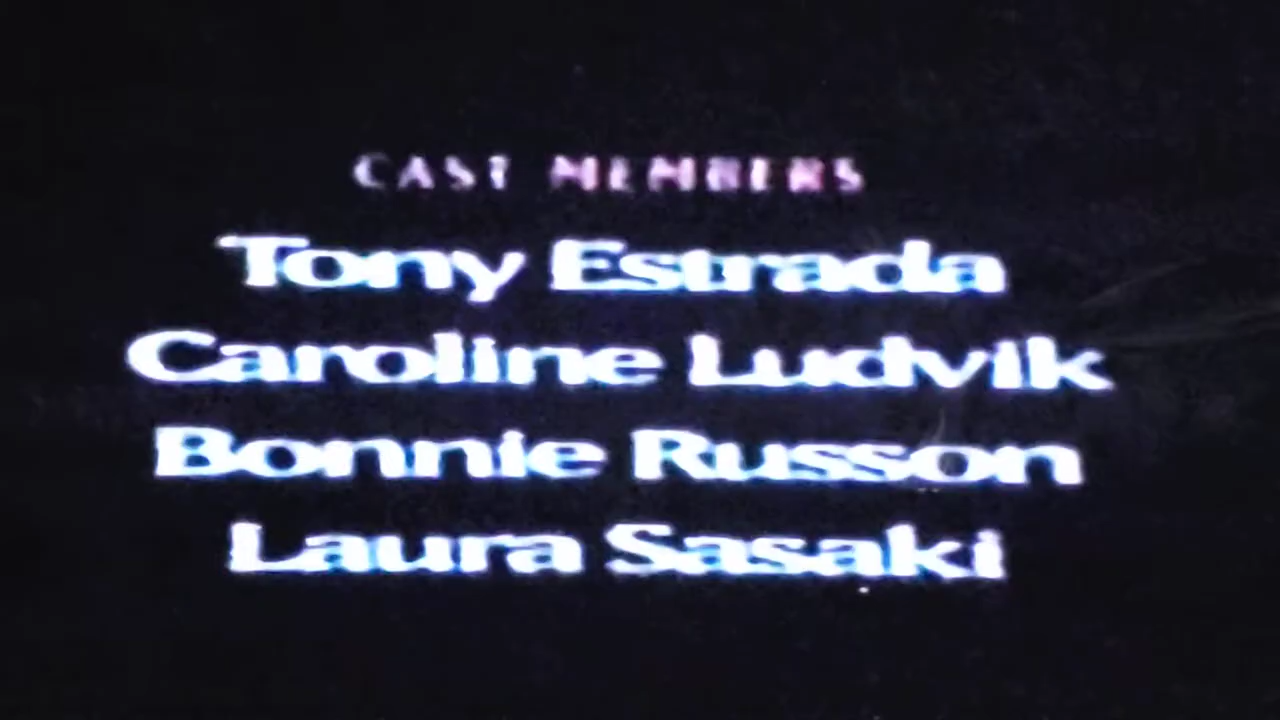 CAST MEMBERS
Tony Estrada
Caroline Ludvik
Bonnie Russon
Laura Sasaki